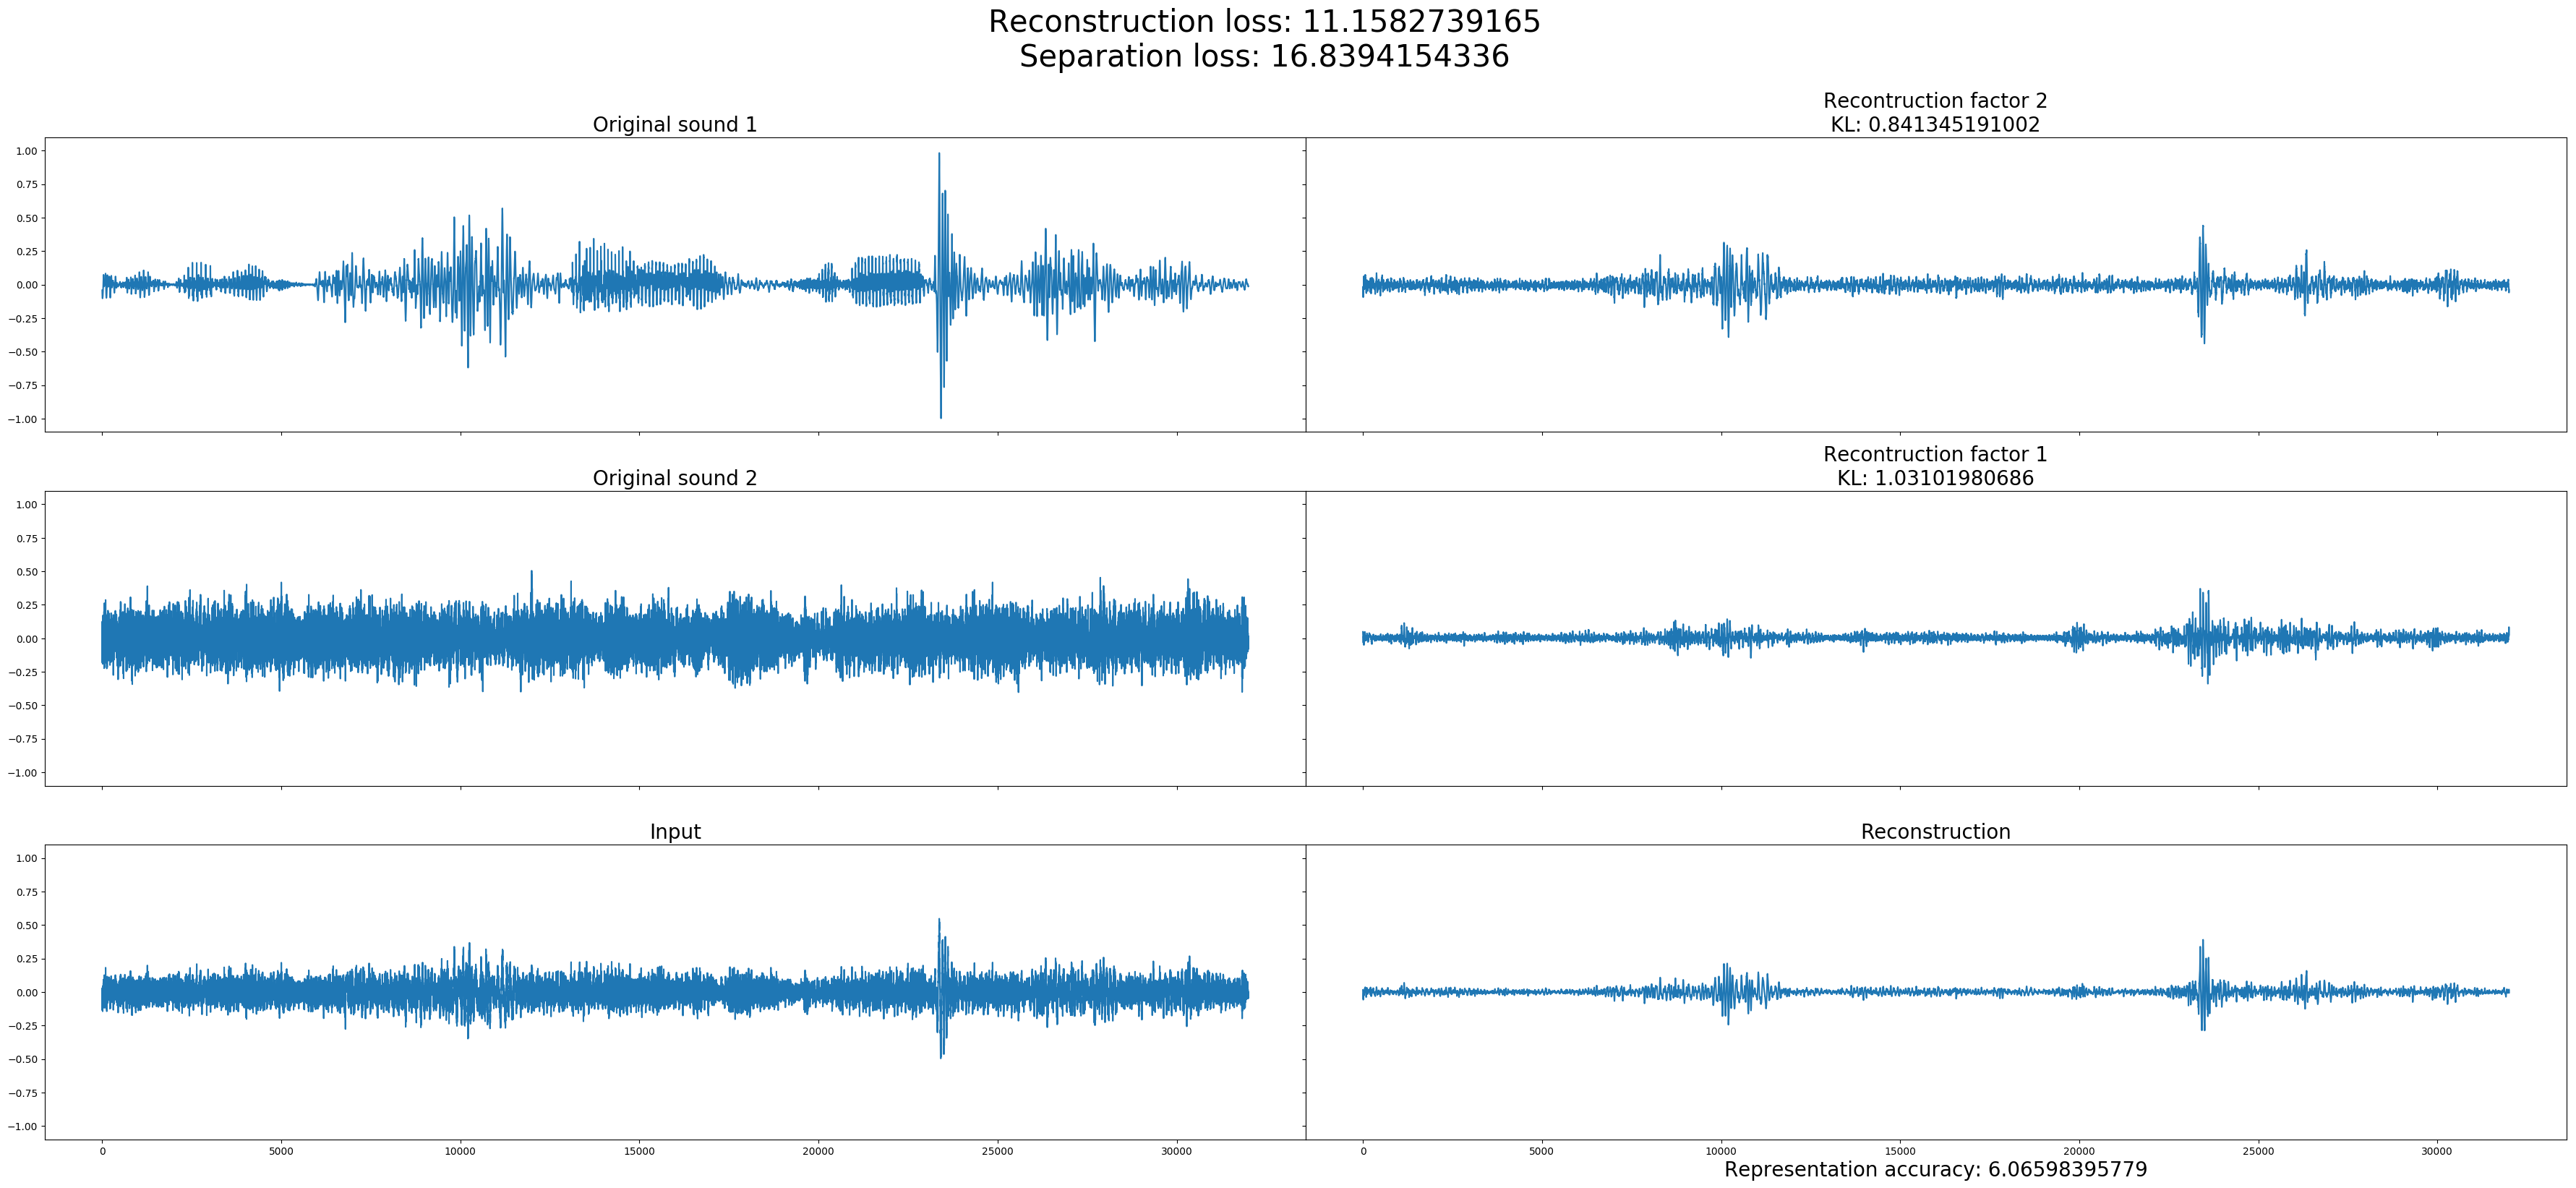 Reconstruction loss: 11.1582739165
Separation loss: 16.8394154336
Original sound 1
Recontruction factor 2
KL: 0.841345191002
1.00
0.75
0.50
0.25
0.00
−0.25
−0.50
−0.75
−1.00
Original sound 2
Recontruction factor 1
KL: 1.03101980686
1.00
0.75
0.50
0.25
0.00
−0.25
−0.50
−0.75
−1.00
Input
Reconstruction
1.00
0.75
0.50
0.25
0.00
−0.25
−0.50
−0.75
−1.00
0 5000 10000 15000 20000 25000 30000
0 5000 10000 15000 20000 25000 30000
Representation accuracy: 6.06598395779